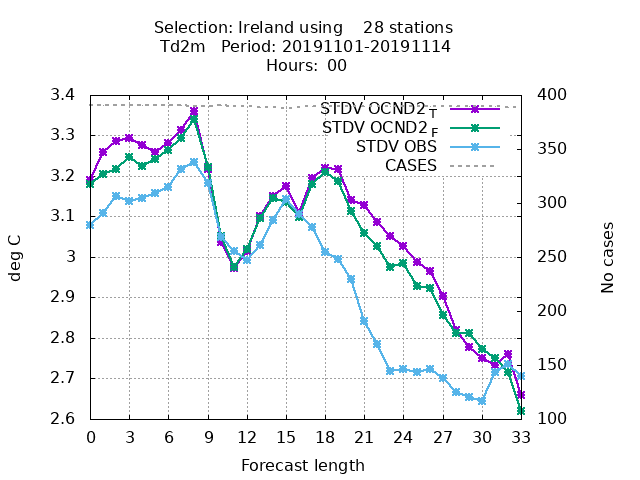 Selection: Ireland using 28 stations
Td2m Period: 20191101-20191114
Hours: 00
STDV OCND2 T
STDV OCND2 F
STDV OBS
CASES
3.4
3.3
3.2
3.1
3
2.9
2.8
2.7
2.6
deg C
400
350
300
250
200
150
100
No cases
0 3 6 9 12 15 18 21 24 27 30 33
Forecast length